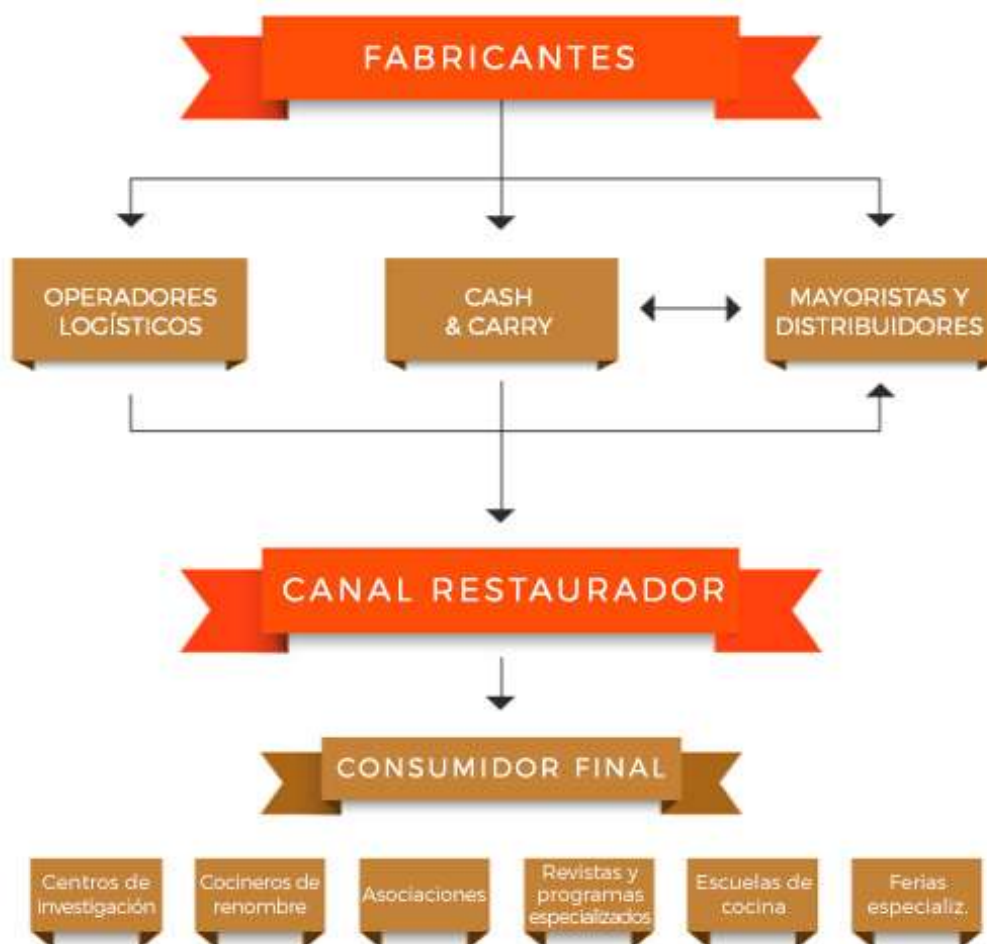 FABRICANTES
OPERADORES
LOGÍSTICOS
CASH
& CARRY
MAYORISTAS Y
DISTRIBUIDORES
CANAL RESTAURADOR
CONSUMIDOR FINAL
Centros de
investigación
Cocineros de
renombre
Asociaciones
Revistas y
programas
especializados
Escuelas de
cocina
Ferias
especializ.